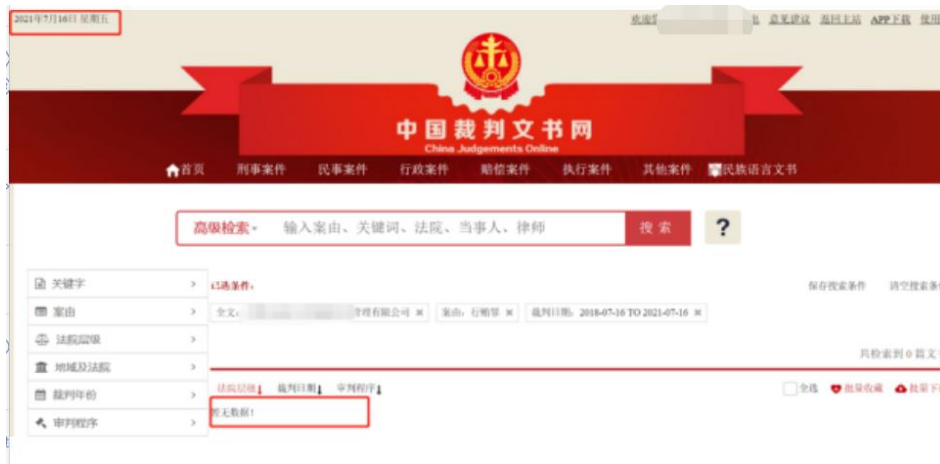 2021年7月16日 星期五
意见建议 返回主站 APP下载 使用
中国裁判文书网
China Judgements Online
首页 刑事案件 民事案件 行政案件 赔偿案件 执行案件 其他案件 民族语言文书
高级检索 输入案由、关键词、法院、当事人、律师 搜索 ?
关键字
已选条件:
保存搜索条件 清空搜索条
案由
全文: 管理有限公司 × 案由: 行贿罪 × 裁判日期: 2018-07-16 TO 2021-07-16 ×
法院层级
地域及法院
共检索到 0 篇文
裁判年份
法院层级 裁判日期 审判程序
全选 批量收藏 批量下
审判程序
暂无数据!